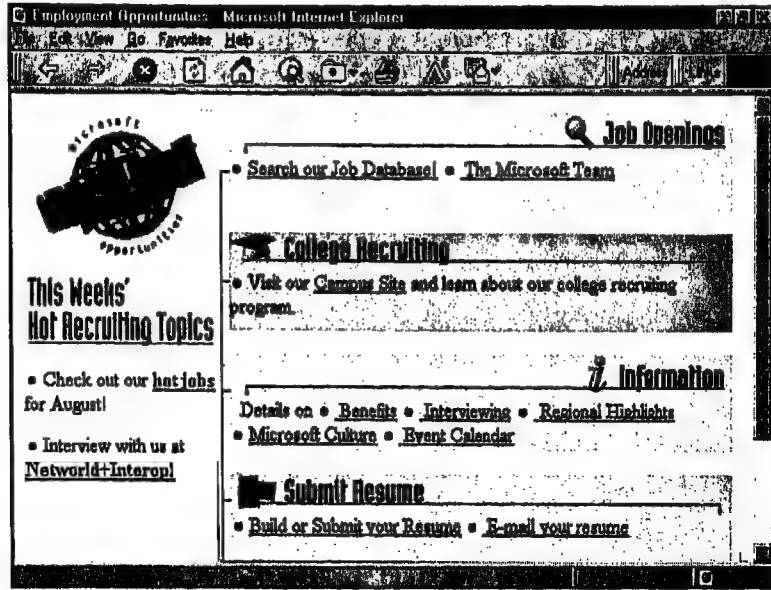 Employment Opportunities - Microsoft Internet Explorer
File Edit View Go Favorites Help
Address Links
microsoft
opportunities
This Weeks'
Hot Recruiting Topics
• Check out our hot jobs
for August!
• Interview with us at
Networld+Interop!
Job Openings
• Search our Job Database! • The Microsoft Team
College Recruiting
• Visit our Campus Site and learn about our college recruiting
program.
Information
Details on • Benefits • Interviewing • Regional Highlights
• Microsoft Culture • Event Calendar
Submit Resume
• Build or Submit your Resume • E-mail your resume